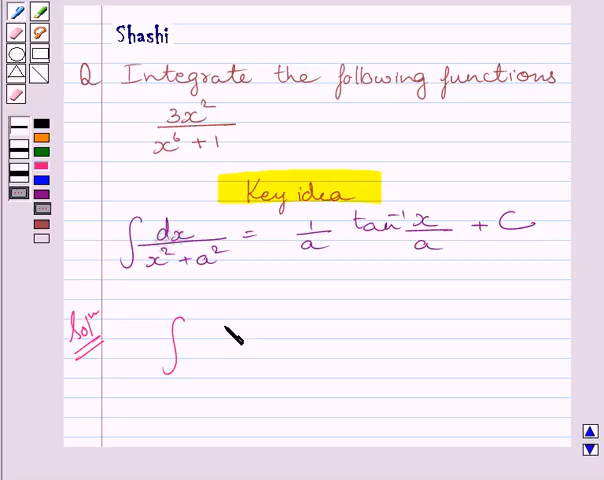 Shashi
Q Integrate the following functions
3x²
x⁶ + 1
Key idea
∫ dx / x² + a² = 1/a tan⁻¹ x/a + C
Solⁿ ∫